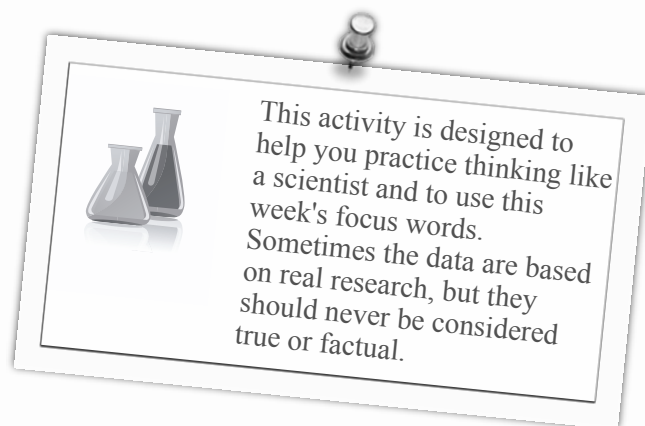 This activity is designed to
help you practice thinking like
a scientist and to use this
week's focus words.
Sometimes the data are based
on real research, but they
should never be considered
true or factual.